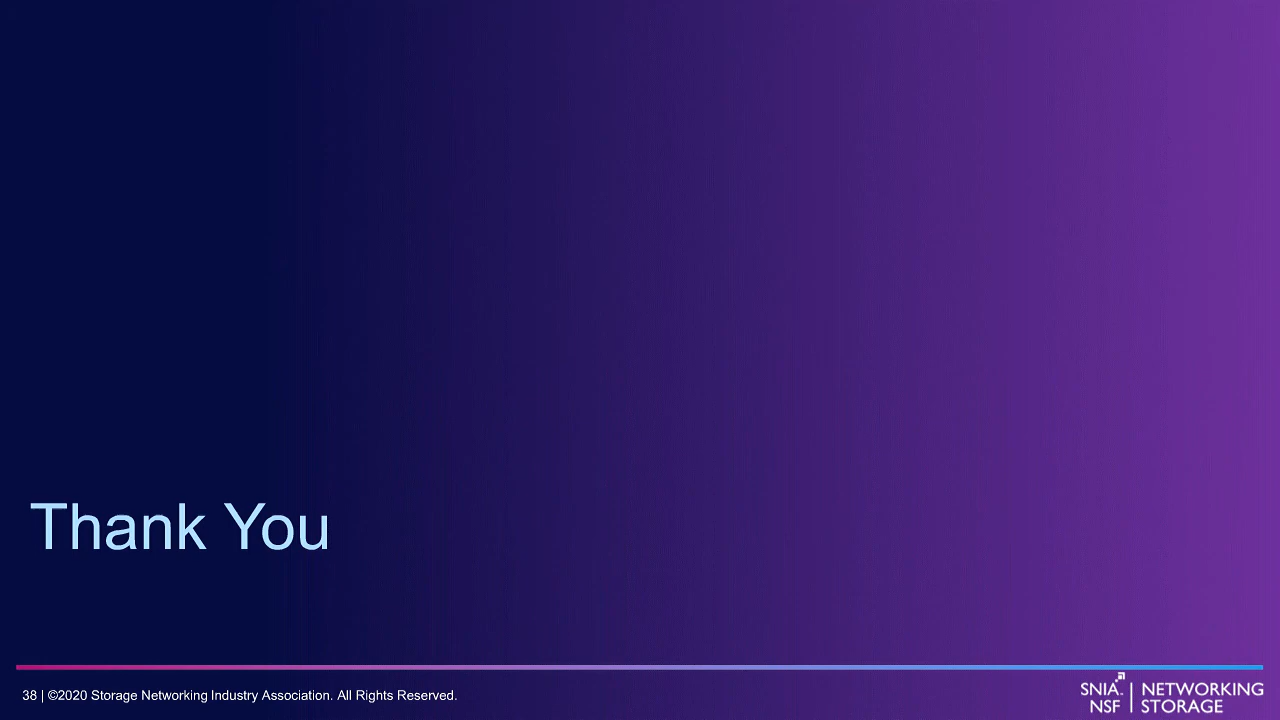 Thank You
38 | ©2020 Storage Networking Industry Association. All Rights Reserved.
SNIA. | NETWORKING
NSF | STORAGE